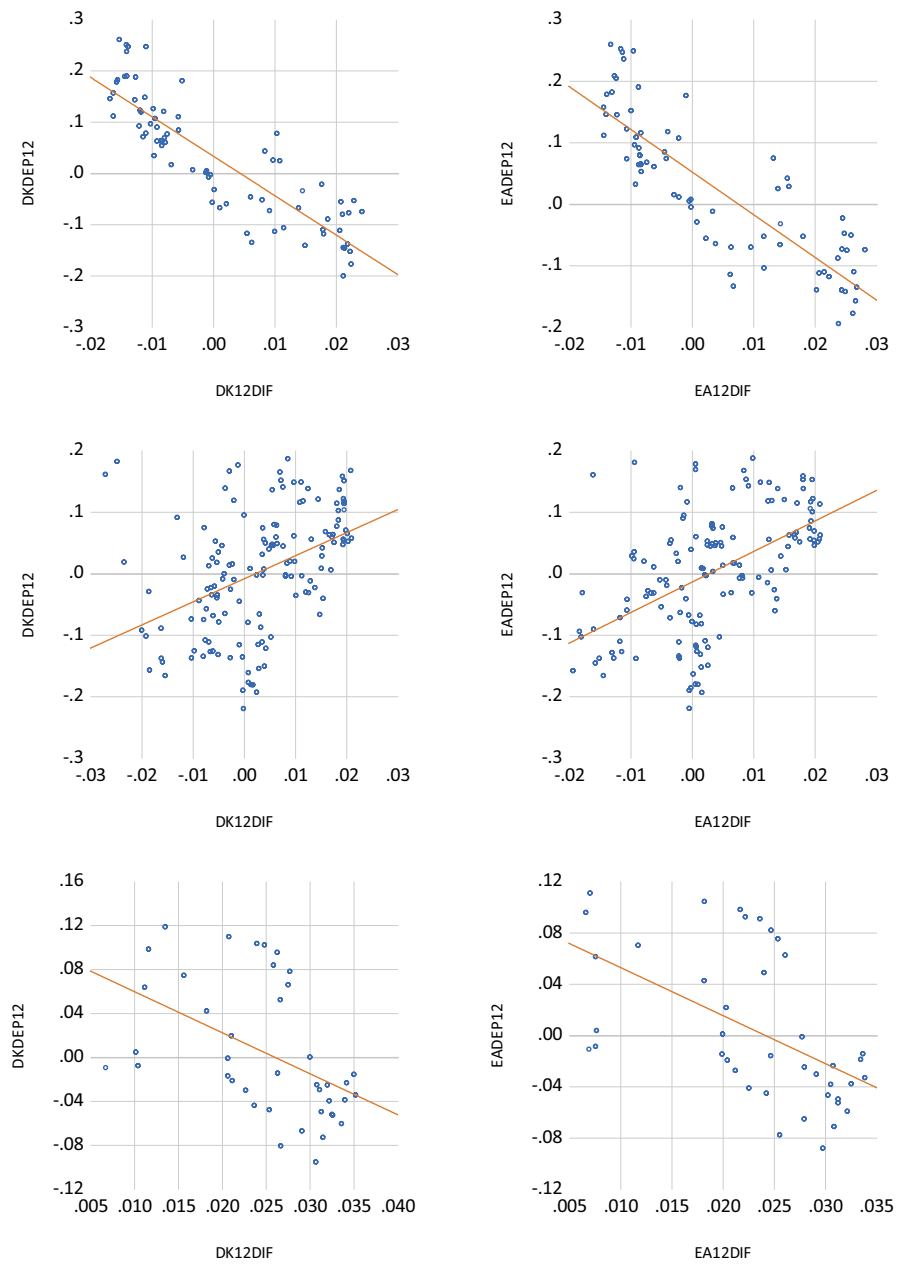 .3
.2
.1
.0
-.1
-.2
-.3
DKDEP12
-.02 -.01 .00 .01 .02 .03
DK12DIF
.3
.2
.1
.0
-.1
-.2
EADEP12
-.02 -.01 .00 .01 .02 .03
EA12DIF
.2
.1
.0
-.1
-.2
-.3
DKDEP12
-.03 -.02 -.01 .00 .01 .02 .03
DK12DIF
.2
.1
.0
-.1
-.2
-.3
EADEP12
-.02 -.01 .00 .01 .02 .03
EA12DIF
.16
.12
.08
.04
.00
-.04
-.08
-.12
DKDEP12
.005 .010 .015 .020 .025 .030 .035 .040
DK12DIF
.12
.08
.04
.00
-.04
-.08
-.12
EADEP12
.005 .010 .015 .020 .025 .030 .035
EA12DIF